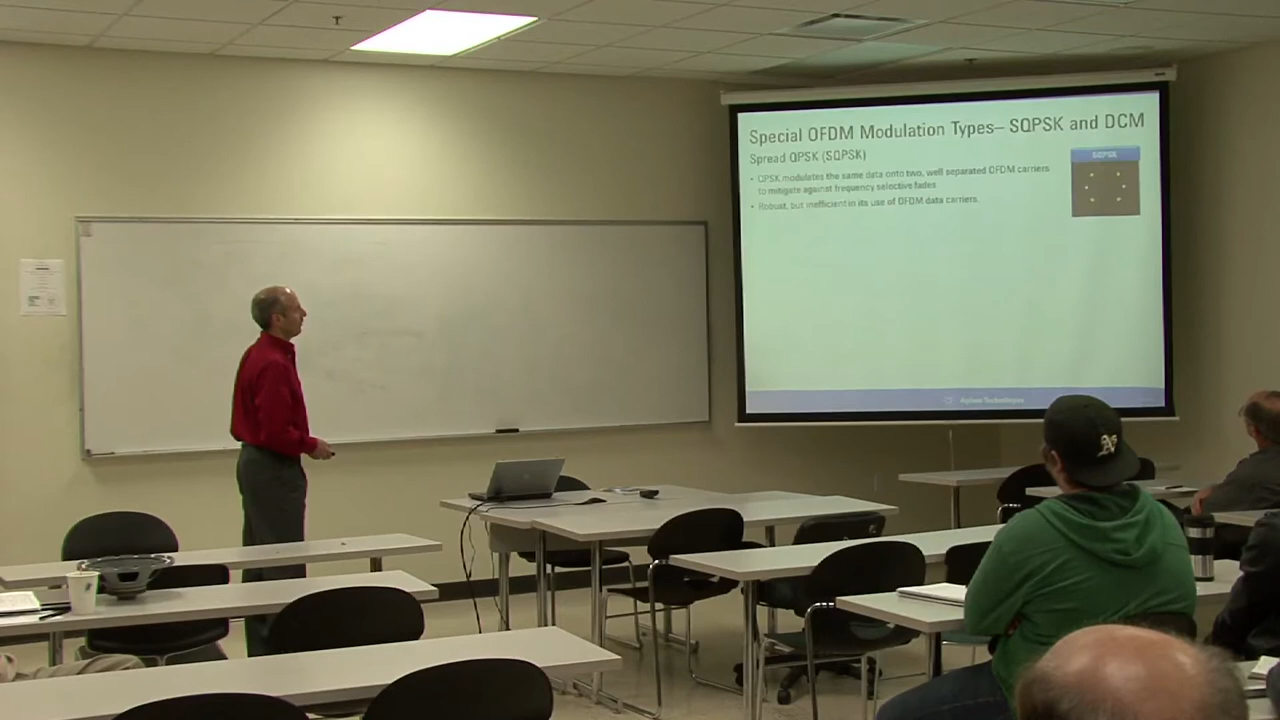 Special OFDM Modulation Types– SQPSK and DCM
Spread QPSK (SQPSK)
SQPSK
• QPSK modulates the same data onto two, well separated OFDM carriers
to mitigate against frequency selective fades
• Robust, but inefficient in its use of OFDM data carriers.
Agilent Technologies
A's